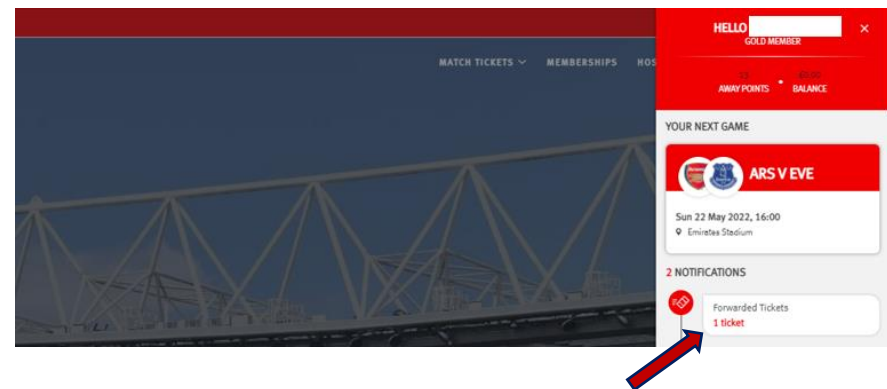 MATCH TICKETS MEMBERSHIPS HOS
HELLO
GOLD MEMBER
AWAY POINTS • BALANCE
YOUR NEXT GAME
ARS V EVE
Sun 22 May 2022, 16:00
Emirates Stadium
2 NOTIFICATIONS
Forwarded Tickets
1 ticket